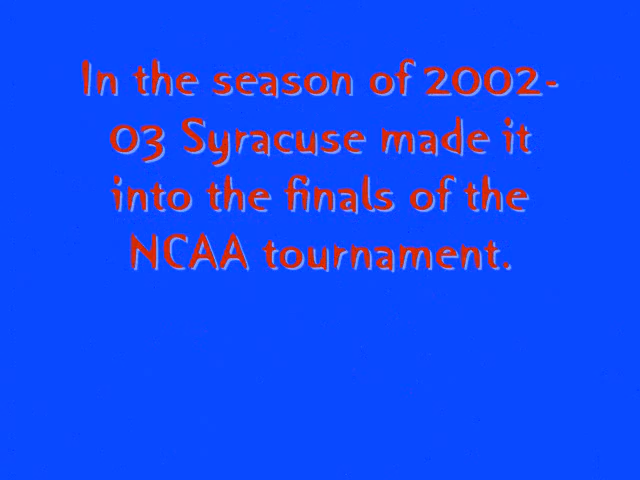 In the season of 2002-
03 Syracuse made it
into the finals of the
NCAA tournament.